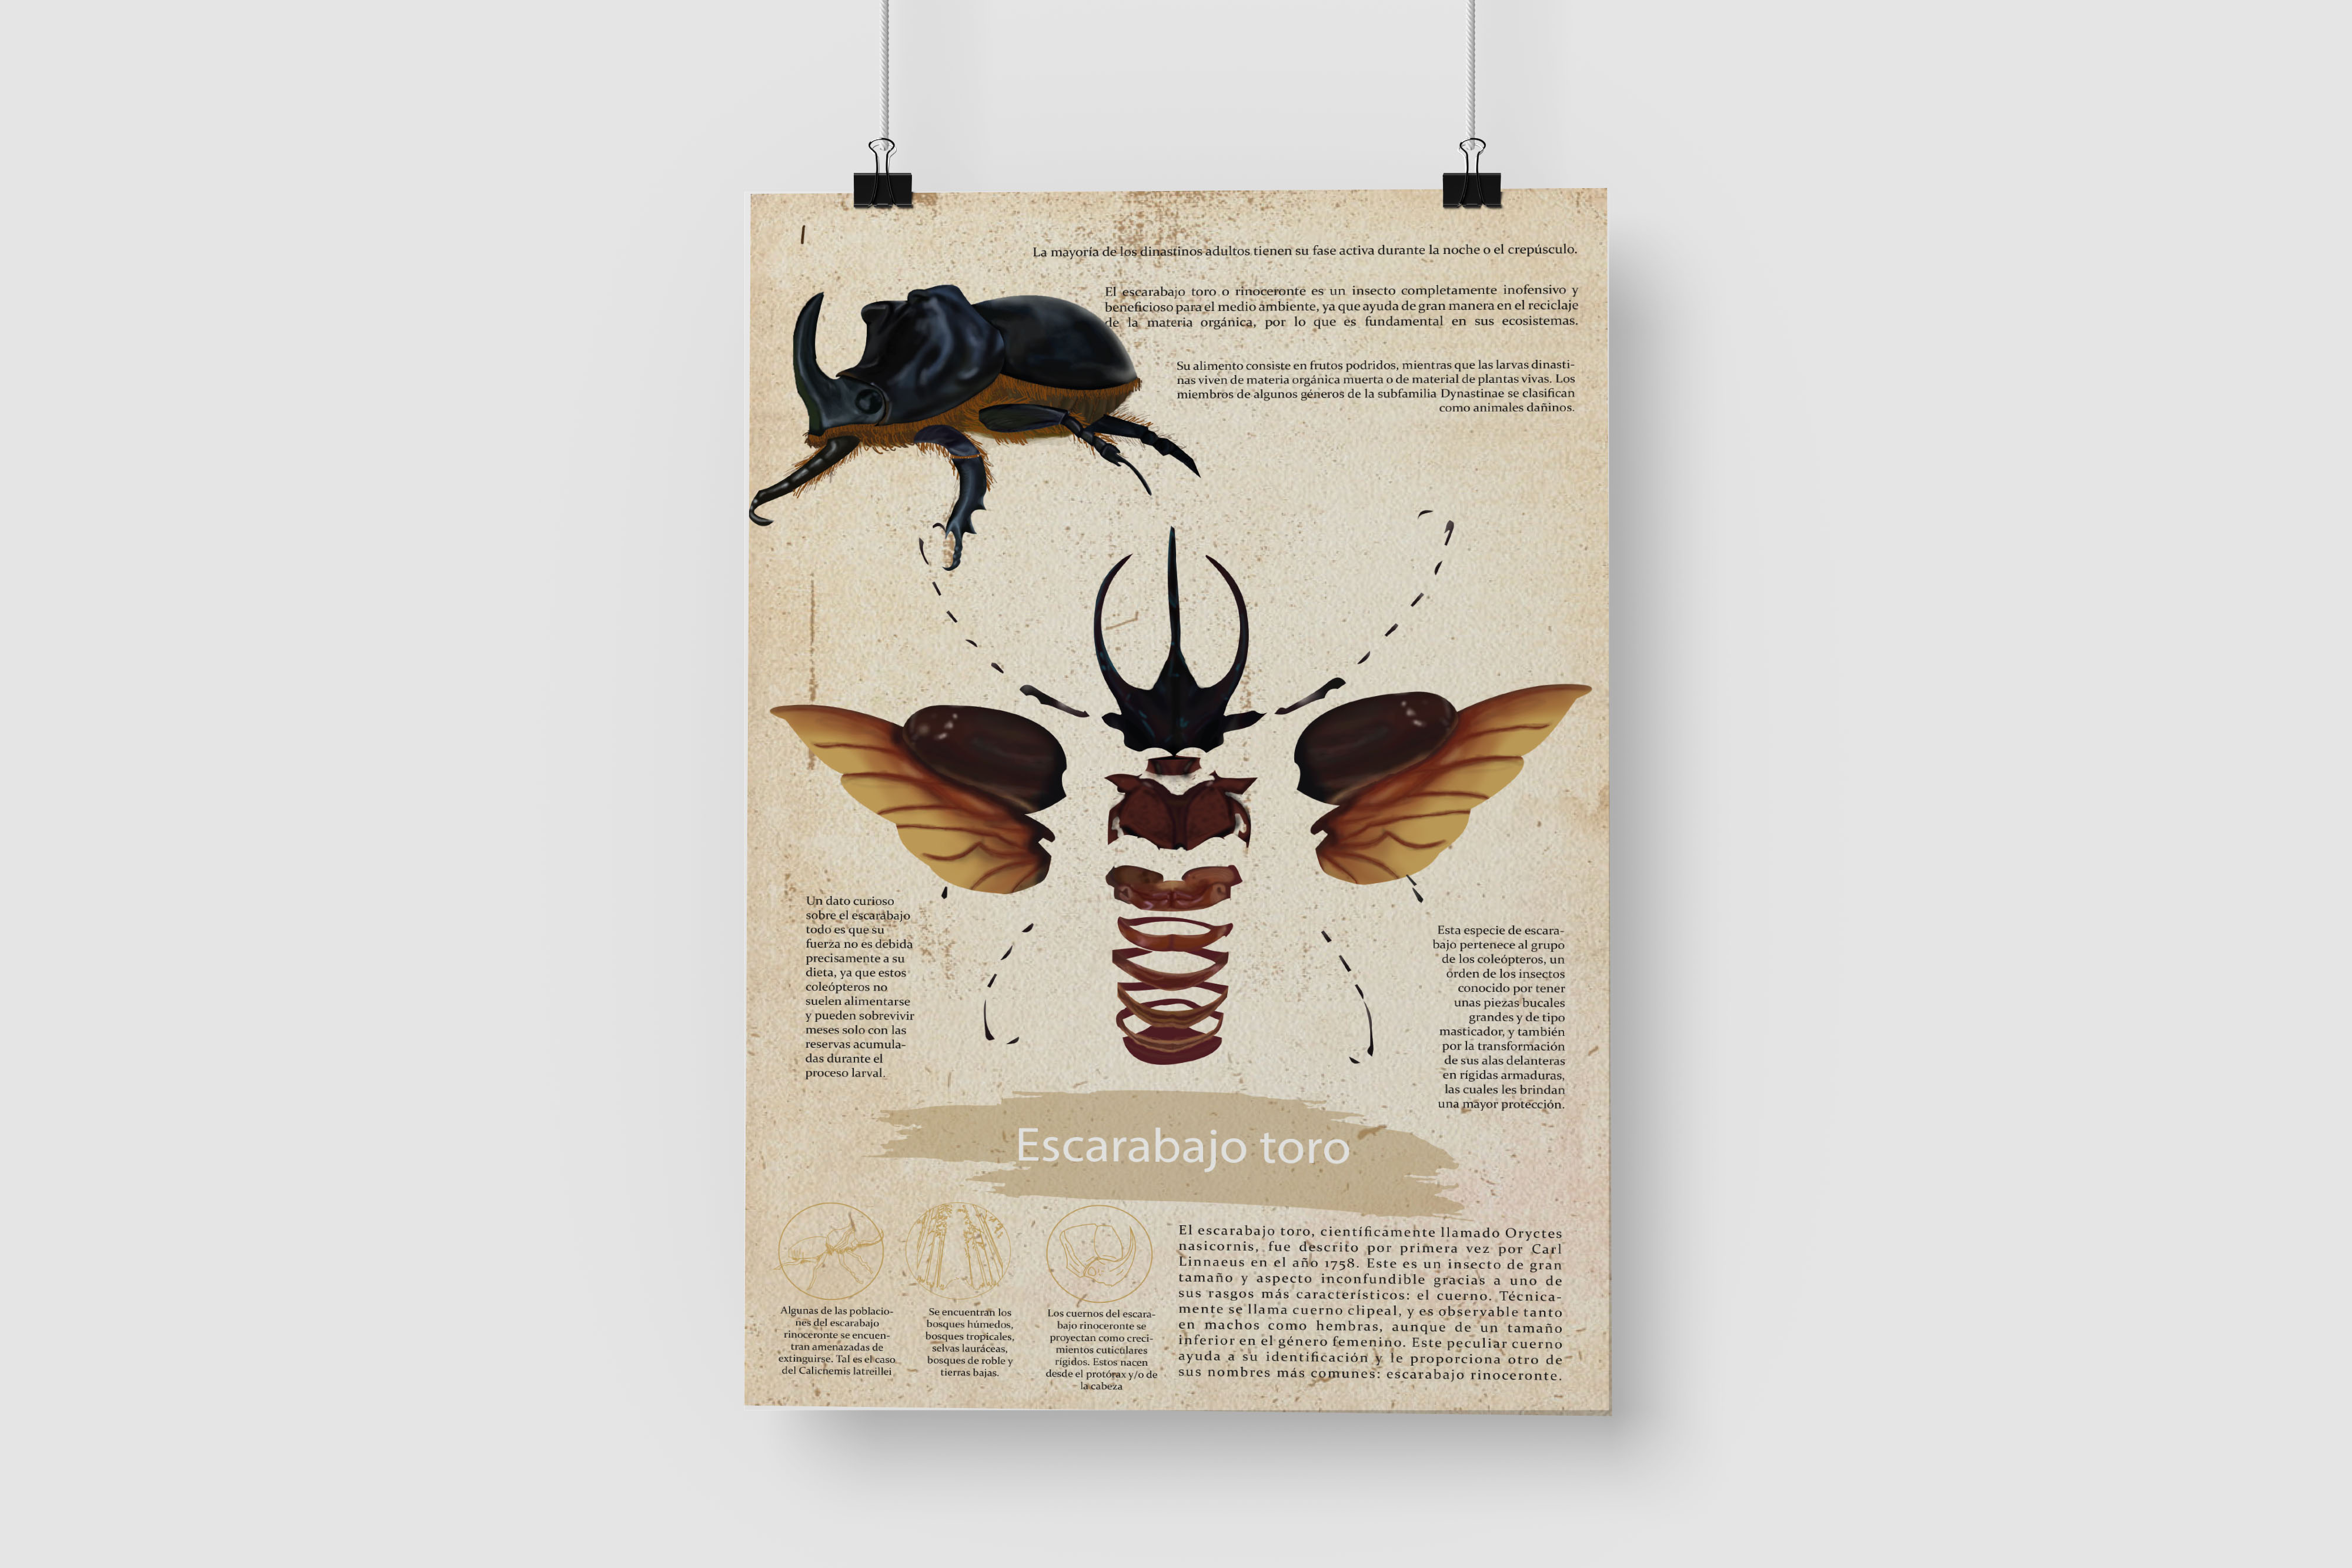 La mayoría de los dinastinos adultos tienen su fase activa durante la noche o el crepúsculo.
El escarabajo toro o rinoceronte es un insecto completamente inofensivo y
beneficioso para el medio ambiente, ya que ayuda de gran manera en el reciclaje
de la materia orgánica, por lo que es fundamental en sus ecosistemas.
Su alimento consiste en frutos podridos, mientras que las larvas dinasti-
nas viven de materia orgánica muerta o de material de plantas vivas. Los
miembros de algunos géneros de la subfamilia Dynastinae se clasifican
como animales dañinos.
Un dato curioso
sobre el escarabajo
todo es que su
fuerza no es debida
precisamente a su
dieta, ya que estos
coleópteros no
suelen alimentarse
y pueden sobrevivir
meses solo con las
reservas acumula-
das durante el
proceso larval.
Esta especie de escara-
bajo pertenece al grupo
de los coleópteros, un
orden de los insectos
conocido por tener
unas piezas bucales
grandes y de tipo
masticador, y también
por la transformación
de sus alas delanteras
en rígidas armaduras,
las cuales les brindan
una mayor protección.
Escarabajo toro
Algunas de las poblacio-
nes del escarabajo
rinoceronte se encuen-
tran amenazadas de
extinguirse. Tal es el caso
del Calicnemis latreillei
Se encuentran los
bosques húmedos,
bosques tropicales,
selvas lauráceas,
bosques de roble y
tierras bajas.
Los cuernos del escara-
bajo rinoceronte se
proyectan como creci-
mientos cuticulares
rígidos. Estos nacen
desde el protórax y/o de
la cabeza
El escarabajo toro, científicamente llamado Oryctes
nasicornis, fue descrito por primera vez por Carl
Linnaeus en el año 1758. Este es un insecto de gran
tamaño y aspecto inconfundible gracias a uno de
sus rasgos más característicos: el cuerno. Técnica-
mente se llama cuerno clipeal, y es observable tanto
en machos como hembras, aunque de un tamaño
inferior en el género femenino. Este peculiar cuerno
ayuda a su identificación y le proporciona otro de
sus nombres más comunes: escarabajo rinoceronte.